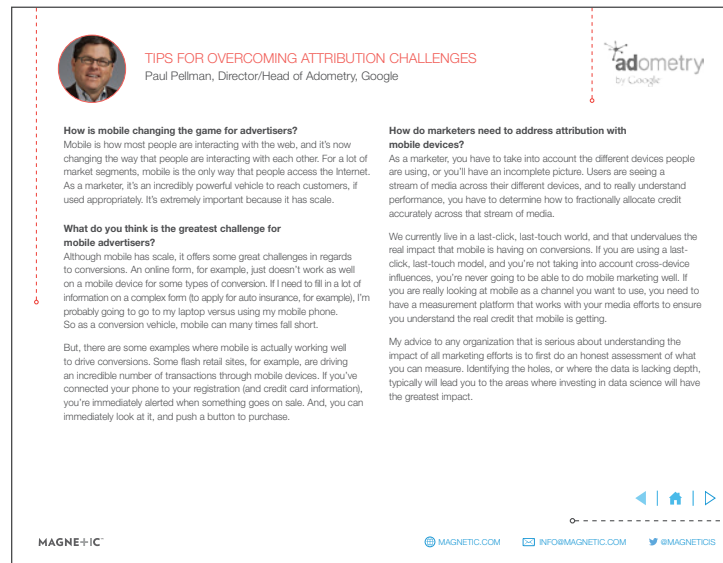 TIPS FOR OVERCOMING ATTRIBUTION CHALLENGES
Paul Pellman, Director/Head of Adometry, Google
adometry
by Google
How is mobile changing the game for advertisers?
Mobile is how most people are interacting with the web, and it's now
changing the way that people are interacting with each other. For a lot of
market segments, mobile is the only way that people access the Internet.
As a marketer, it's an incredibly powerful vehicle to reach customers, if
used appropriately. It's extremely important because it has scale.
What do you think is the greatest challenge for
mobile advertisers?
Although mobile has scale, it offers some great challenges in regards
to conversions. An online form, for example, just doesn't work as well
on a mobile device for some types of conversion. If I need to fill in a lot of
information on a complex form (to apply for auto insurance, for example), I'm
probably going to go to my laptop versus using my mobile phone.
So as a conversion vehicle, mobile can many times fall short.
But, there are some examples where mobile is actually working well
to drive conversions. Some flash retail sites, for example, are driving
an incredible number of transactions through mobile devices. If you've
connected your phone to your registration (and credit card information),
you're immediately alerted when something goes on sale. And, you can
immediately look at it, and push a button to purchase.
How do marketers need to address attribution with
mobile devices?
As a marketer, you have to take into account the different devices people
are using, or you'll have an incomplete picture. Users are seeing a
stream of media across their different devices, and to really understand
performance, you have to determine how to fractionally allocate credit
accurately across that stream of media.
We currently live in a last-click, last-touch world, and that undervalues the
real impact that mobile is having on conversions. If you are using a last-
click, last-touch model, and you're not taking into account cross-device
influences, you're never going to be able to do mobile marketing well. If
you are really looking at mobile as a channel you want to use, you need to
have a measurement platform that works with your media efforts to ensure
you understand the real credit that mobile is getting.
My advice to any organization that is serious about understanding the
impact of all marketing efforts is to first do an honest assessment of what
you can measure. Identifying the holes, or where the data is lacking depth,
typically will lead you to the areas where investing in data science will have
the greatest impact.
MAGNETIC™
MAGNETIC.COM
INFO@MAGNETIC.COM
@MAGNETICIS